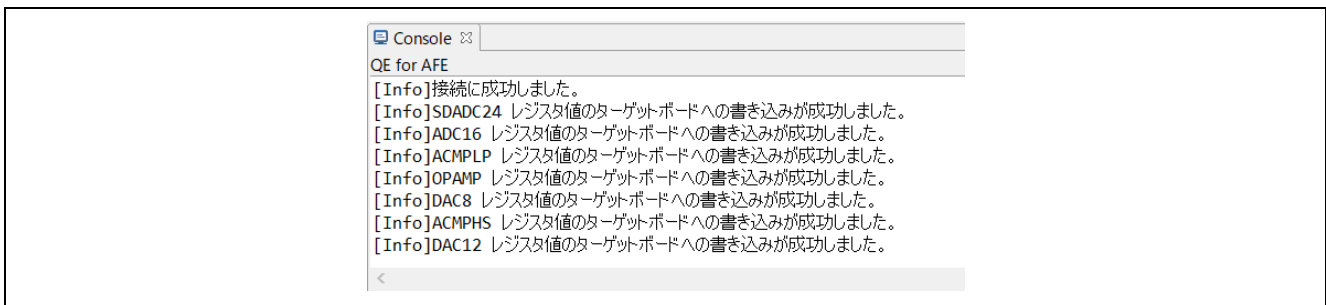 Console
QE for AFE
[Info]接続に成功しました。
[Info]SDADC24 レジスタ値のターゲットボードへの書き込みが成功しました。
[Info]ADC16 レジスタ値のターゲットボードへの書き込みが成功しました。
[Info]ACMPLP レジスタ値のターゲットボードへの書き込みが成功しました。
[Info]OPAMP レジスタ値のターゲットボードへの書き込みが成功しました。
[Info]DAC8 レジスタ値のターゲットボードへの書き込みが成功しました。
[Info]ACMPHS レジスタ値のターゲットボードへの書き込みが成功しました。
[Info]DAC12 レジスタ値のターゲットボードへの書き込みが成功しました。